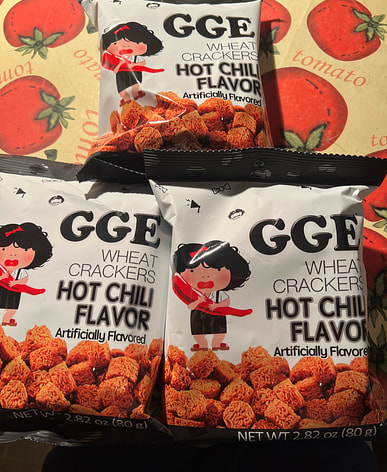 GGE
WHEAT
CRACKERS
HOT CHILI
FLAVOR
Artificially Flavored
tomato
GGE
WHEAT
CRACKERS
HOT CHILI
FLAVOR
Artificially Flavored
NET WT 2.82 oz (80 g)
GGE
WHEAT
CRACKERS
HOT CHILI
FLAVOR
Artificially Flavored
NET WT 2.82 oz (80 g)